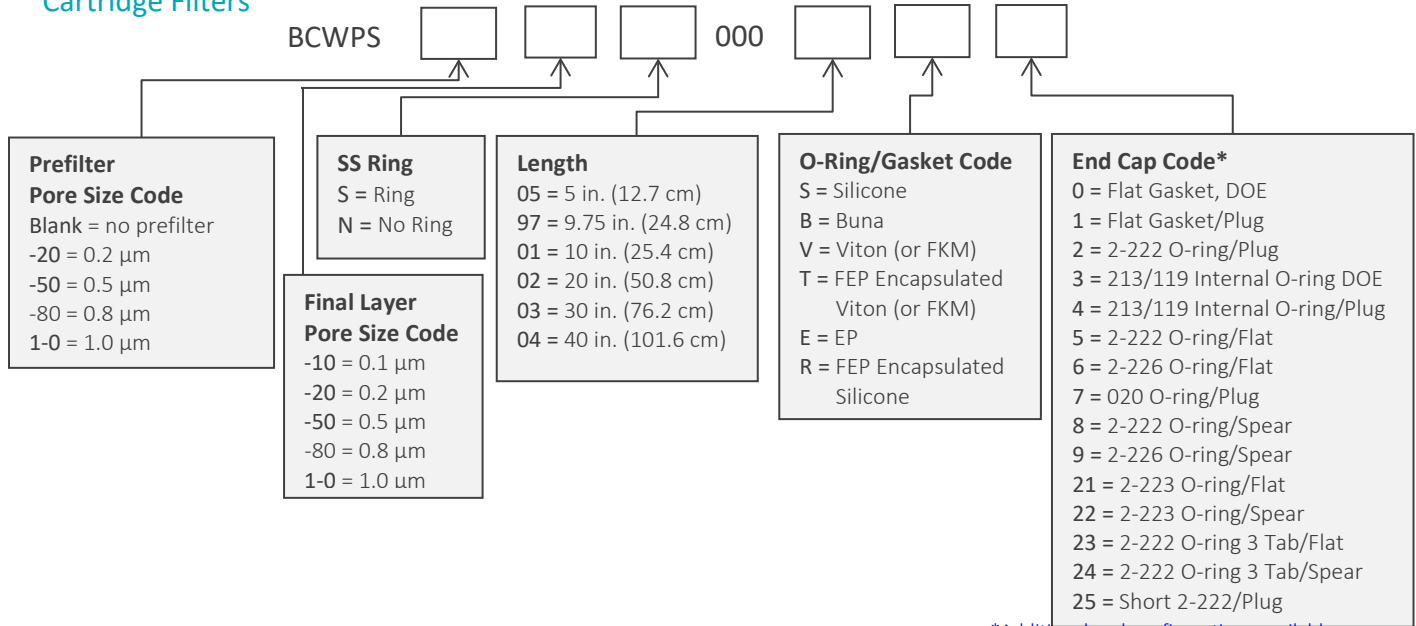 Cartridge Filters
BCWPS 000
Prefilter
Pore Size Code
Blank = no prefilter
-20 = 0.2 µm
-50 = 0.5 µm
-80 = 0.8 µm
1-0 = 1.0 µm
Final Layer
Pore Size Code
-10 = 0.1 µm
-20 = 0.2 µm
-50 = 0.5 µm
-80 = 0.8 µm
1-0 = 1.0 µm
SS Ring
S = Ring
N = No Ring
Length
05 = 5 in. (12.7 cm)
97 = 9.75 in. (24.8 cm)
01 = 10 in. (25.4 cm)
02 = 20 in. (50.8 cm)
03 = 30 in. (76.2 cm)
04 = 40 in. (101.6 cm)
O-Ring/Gasket Code
S = Silicone
B = Buna
V = Viton (or FKM)
T = FEP Encapsulated
Viton (or FKM)
E = EP
R = FEP Encapsulated
Silicone
End Cap Code*
0 = Flat Gasket, DOE
1 = Flat Gasket/Plug
2 = 2-222 O-ring/Plug
3 = 213/119 Internal O-ring DOE
4 = 213/119 Internal O-ring/Plug
5 = 2-222 O-ring/Flat
6 = 2-226 O-ring/Flat
7 = 020 O-ring/Plug
8 = 2-222 O-ring/Spear
9 = 2-226 O-ring/Spear
21 = 2-223 O-ring/Flat
22 = 2-223 O-ring/Spear
23 = 2-222 O-ring 3 Tab/Flat
24 = 2-222 O-ring 3 Tab/Spear
25 = Short 2-222/Plug